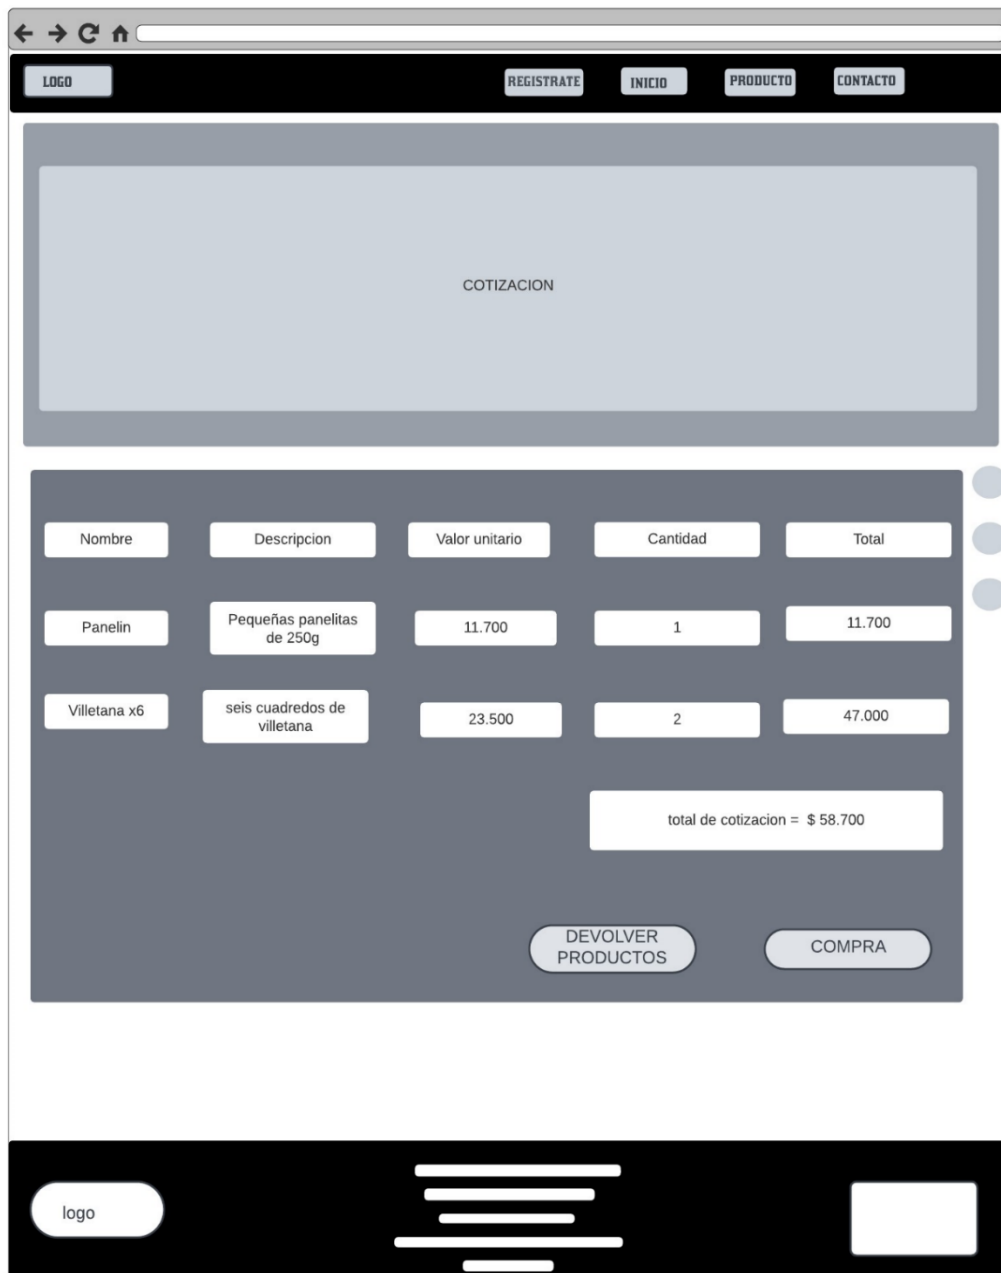 LOGO
REGISTRATE
INICIO
PRODUCTO
CONTACTO
COTIZACION
Nombre
Descripcion
Valor unitario
Cantidad
Total
Panelin
Pequeñas panelitas
de 250g
11.700
1
11.700
Villetana x6
seis cuadredos de
villetana
23.500
2
47.000
total de cotizacion = $ 58.700
DEVOLVER
PRODUCTOS
COMPRA
logo